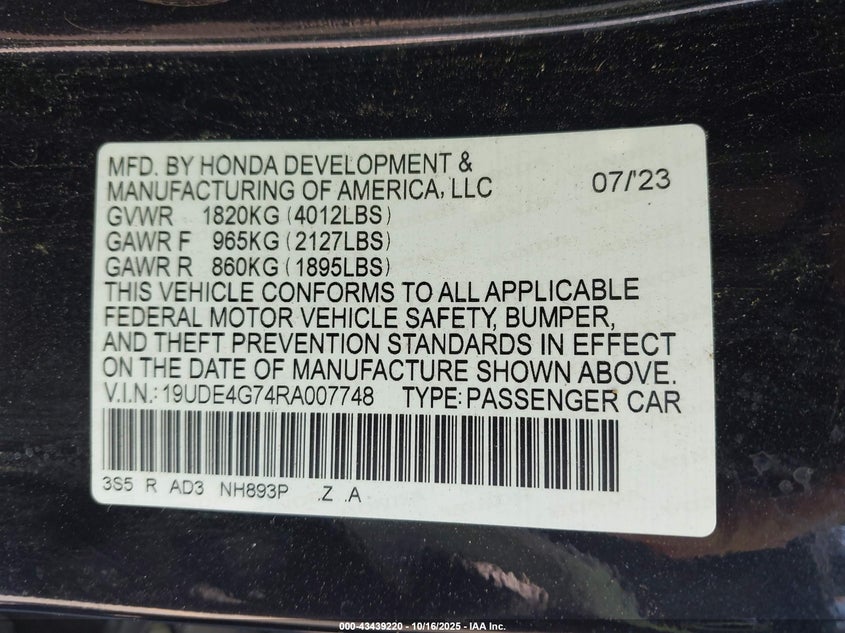 MFD. BY HONDA DEVELOPMENT &
MANUFACTURING OF AMERICA, LLC 07/'23
GVWR 1820KG (4012LBS)
GAWR F 965KG (2127LBS)
GAWR R 860KG (1895LBS)
THIS VEHICLE CONFORMS TO ALL APPLICABLE
FEDERAL MOTOR VEHICLE SAFETY, BUMPER,
AND THEFT PREVENTION STANDARDS IN EFFECT
ON THE DATE OF MANUFACTURE SHOWN ABOVE.
V.I.N.: 19UDE4G74RA007748 TYPE: PASSENGER CAR
3S5 R AD3 NH893P .Z .A
000-43439220 - 10/16/2025 - IAA Inc.